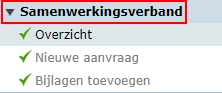 Samenwerkingsverband
Overzicht
Nieuwe aanvraag
Bijlagen toevoegen